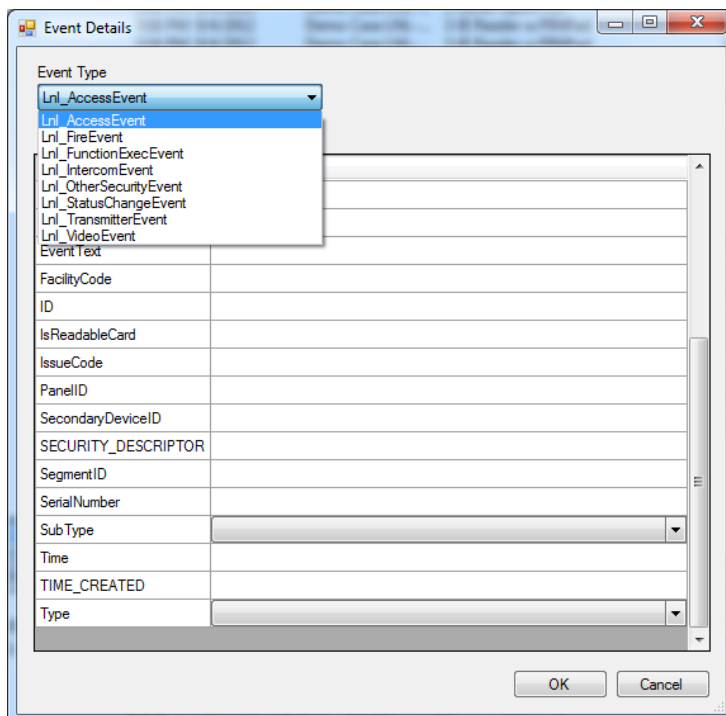 Event Details
Event Type
Lnl_AccessEvent
Lnl_AccessEvent
Lnl_FireEvent
Lnl_FunctionExecEvent
Lnl_IntercomEvent
Lnl_OtherSecurityEvent
Lnl_StatusChangeEvent
Lnl_TransmitterEvent
Lnl_VideoEvent
EventText
FacilityCode
ID
IsReadableCard
IssueCode
PanelID
SecondaryDeviceID
SECURITY_DESCRIPTOR
SegmentID
SerialNumber
SubType
Time
TIME_CREATED
Type
OK Cancel